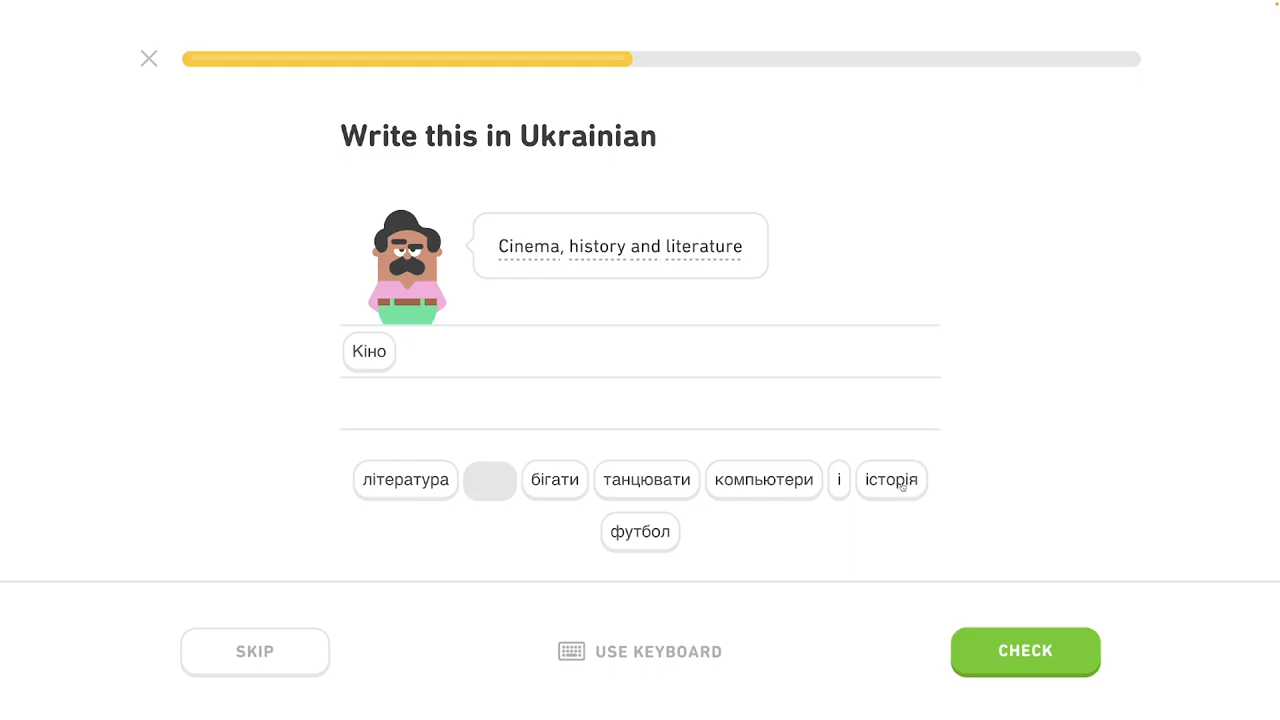 Write this in Ukrainian
Cinema, history and literature
Кіно
література бігати танцювати компьютери і історія
футбол
SKIP USE KEYBOARD CHECK